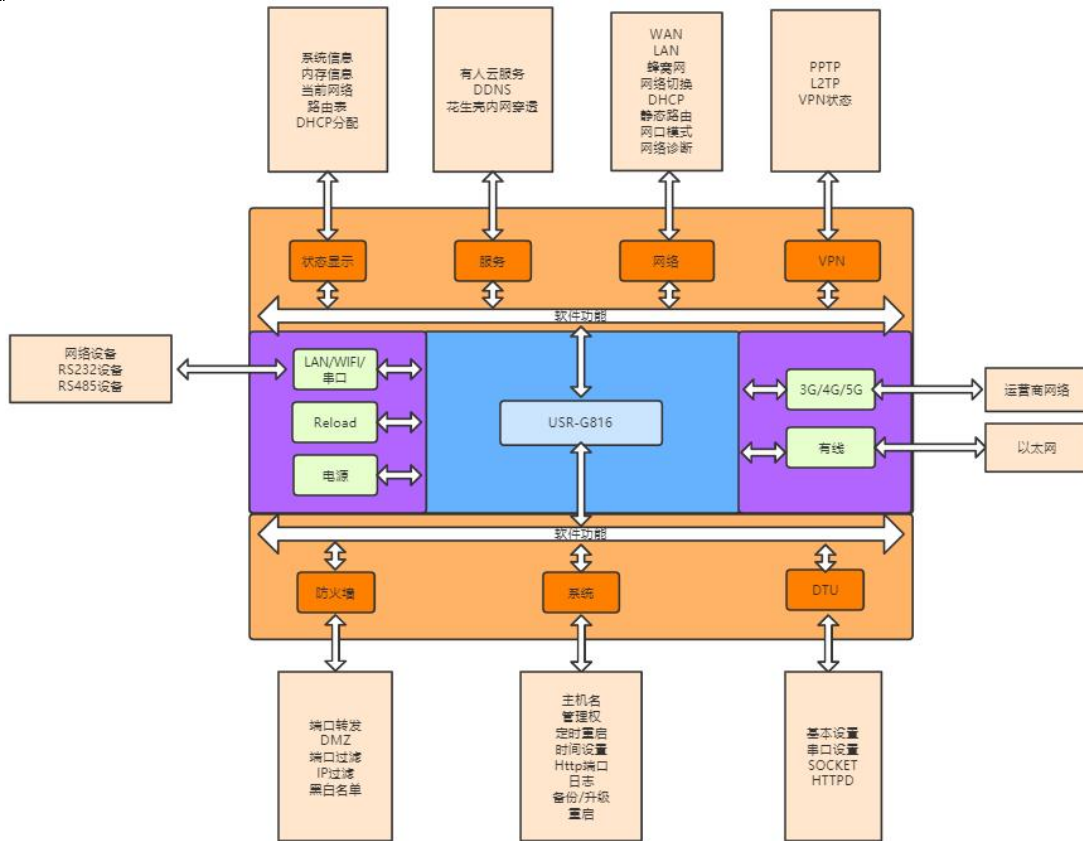 系统信息
内存信息
当前网络
路由表
DHCP分配
有人云服务
DDNS
花生壳内网穿透
WAN
LAN
蜂窝网
网络切换
DHCP
静态路由
网口模式
网络诊断
PPTP
L2TP
VPN状态
状态显示
服务
网络
VPN
软件功能
网络设备
RS232设备
RS485设备
LAN/WIFI/
串口
Reload
电源
USR-G816
3G/4G/5G
有线
运营商网络
以太网
软件功能
防火墙
系统
DTU
端口转发
DMZ
端口过滤
IP过滤
黑白名单
主机名
管理权
定时重启
时间设置
Http端口
日志
备份/升级
重启
基本设置
串口设置
SOCKET
HTTPD